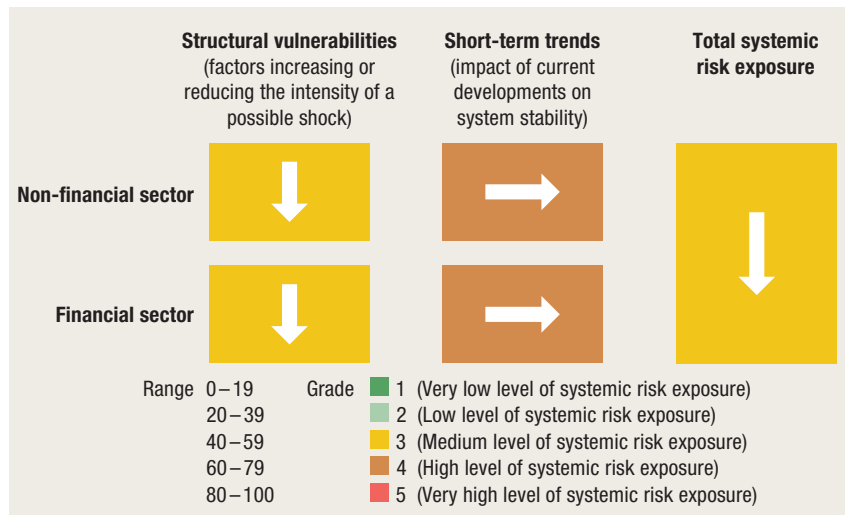 Structural vulnerabilities
(factors increasing or
reducing the intensity of a
possible shock)
Short-term trends
(impact of current
developments on
system stability)
Total systemic
risk exposure
Non-financial sector
Financial sector
Range 0–19 Grade 1 (Very low level of systemic risk exposure)
20–39 2 (Low level of systemic risk exposure)
40–59 3 (Medium level of systemic risk exposure)
60–79 4 (High level of systemic risk exposure)
80–100 5 (Very high level of systemic risk exposure)